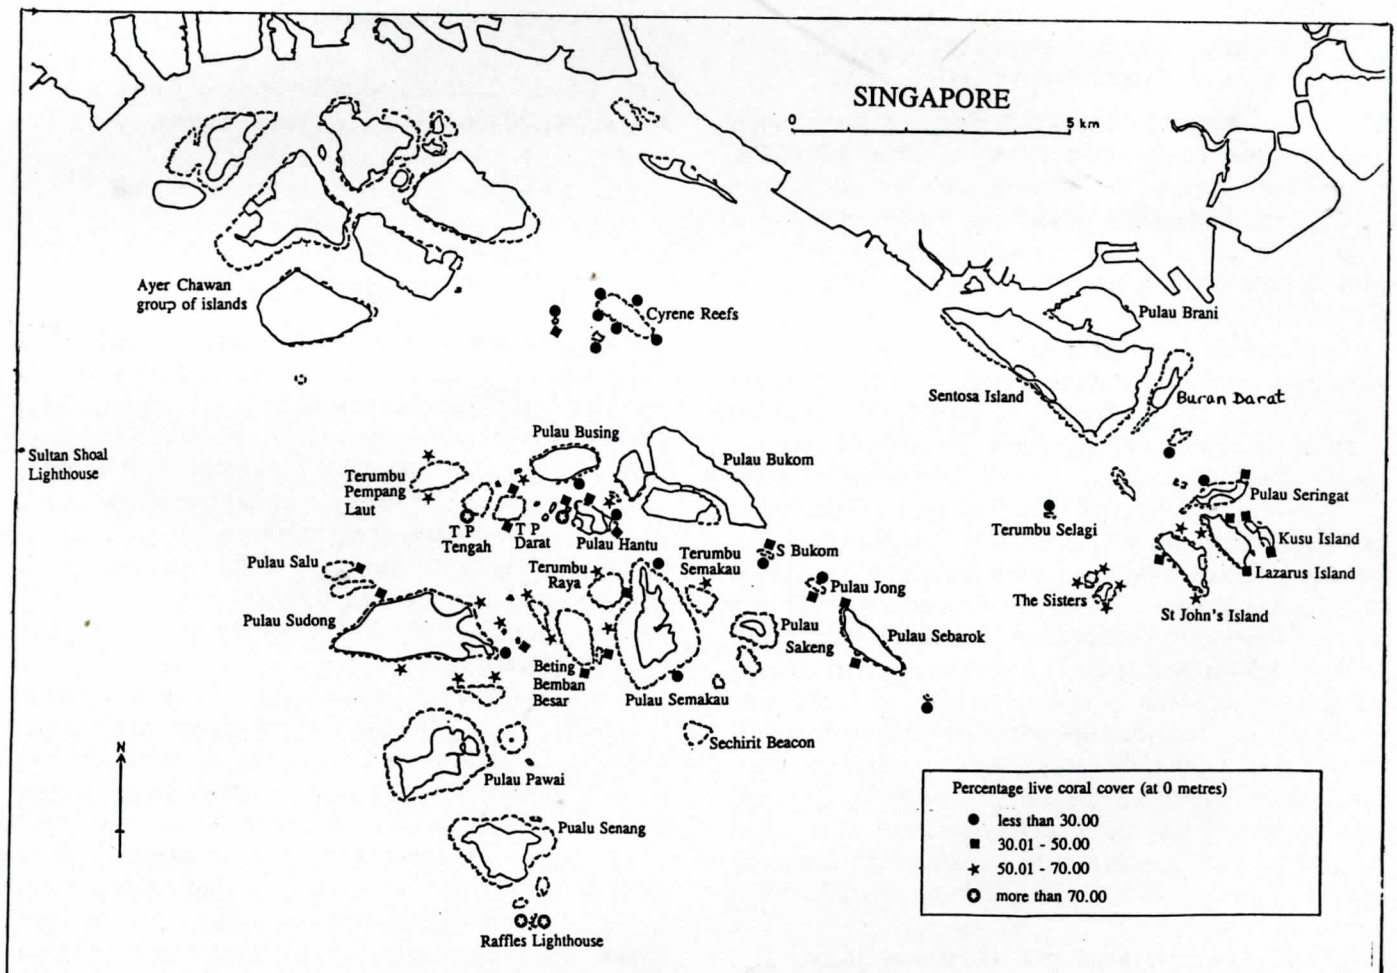 SINGAPORE
0 5 km
Ayer Chawan
group of islands
Cyrene Reefs
Pulau Brani
Sentosa Island
Buran Darat
Sultan Shoal
Lighthouse
Pulau Busing
Pulau Bukom
Terumbu
Pempang
Laut
T P
Tengah
T P
Darat
Pulau Hantu
Terumbu
Semakau
S Bukom
Terumbu Selagi
Pulau Seringat
Kusu Island
Lazarus Island
St John's Island
The Sisters
Pulau Salu
Terumbu
Raya
Pulau Jong
Pulau Sudong
Pulau
Sakeng
Pulau Sebarok
Beting
Bemban
Besar
Pulau Semakau
Sechirit Beacon
N
Pulau Pawai
Pualu Senang
Raffles Lighthouse
Percentage live coral cover (at 0 metres)
less than 30.00
30.01 - 50.00
50.01 - 70.00
more than 70.00